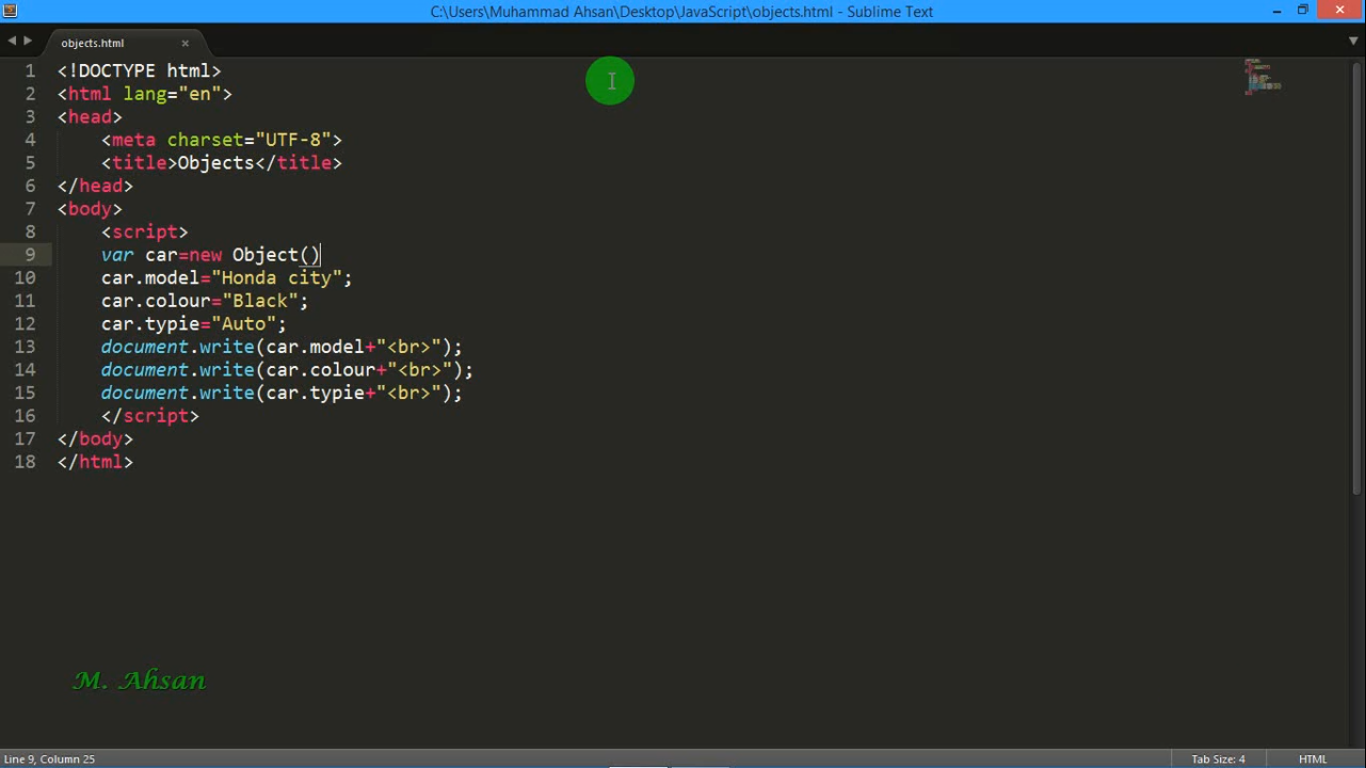 C:\Users\Muhammad Ahsan\Desktop\JavaScript\objects.html - Sublime Text
objects.html
1 <!DOCTYPE html>
2 <html lang="en">
3 <head>
4 <meta charset="UTF-8">
5 <title>Objects</title>
6 </head>
7 <body>
8 <script>
9 var car=new Object()
10 car.model="Honda city";
11 car.colour="Black";
12 car.typie="Auto";
13 document.write(car.model+"<br>");
14 document.write(car.colour+"<br>");
15 document.write(car.typie+"<br>");
16 </script>
17 </body>
18 </html>
M. Ahsan
Line 9, Column 25
Tab Size: 4
HTML